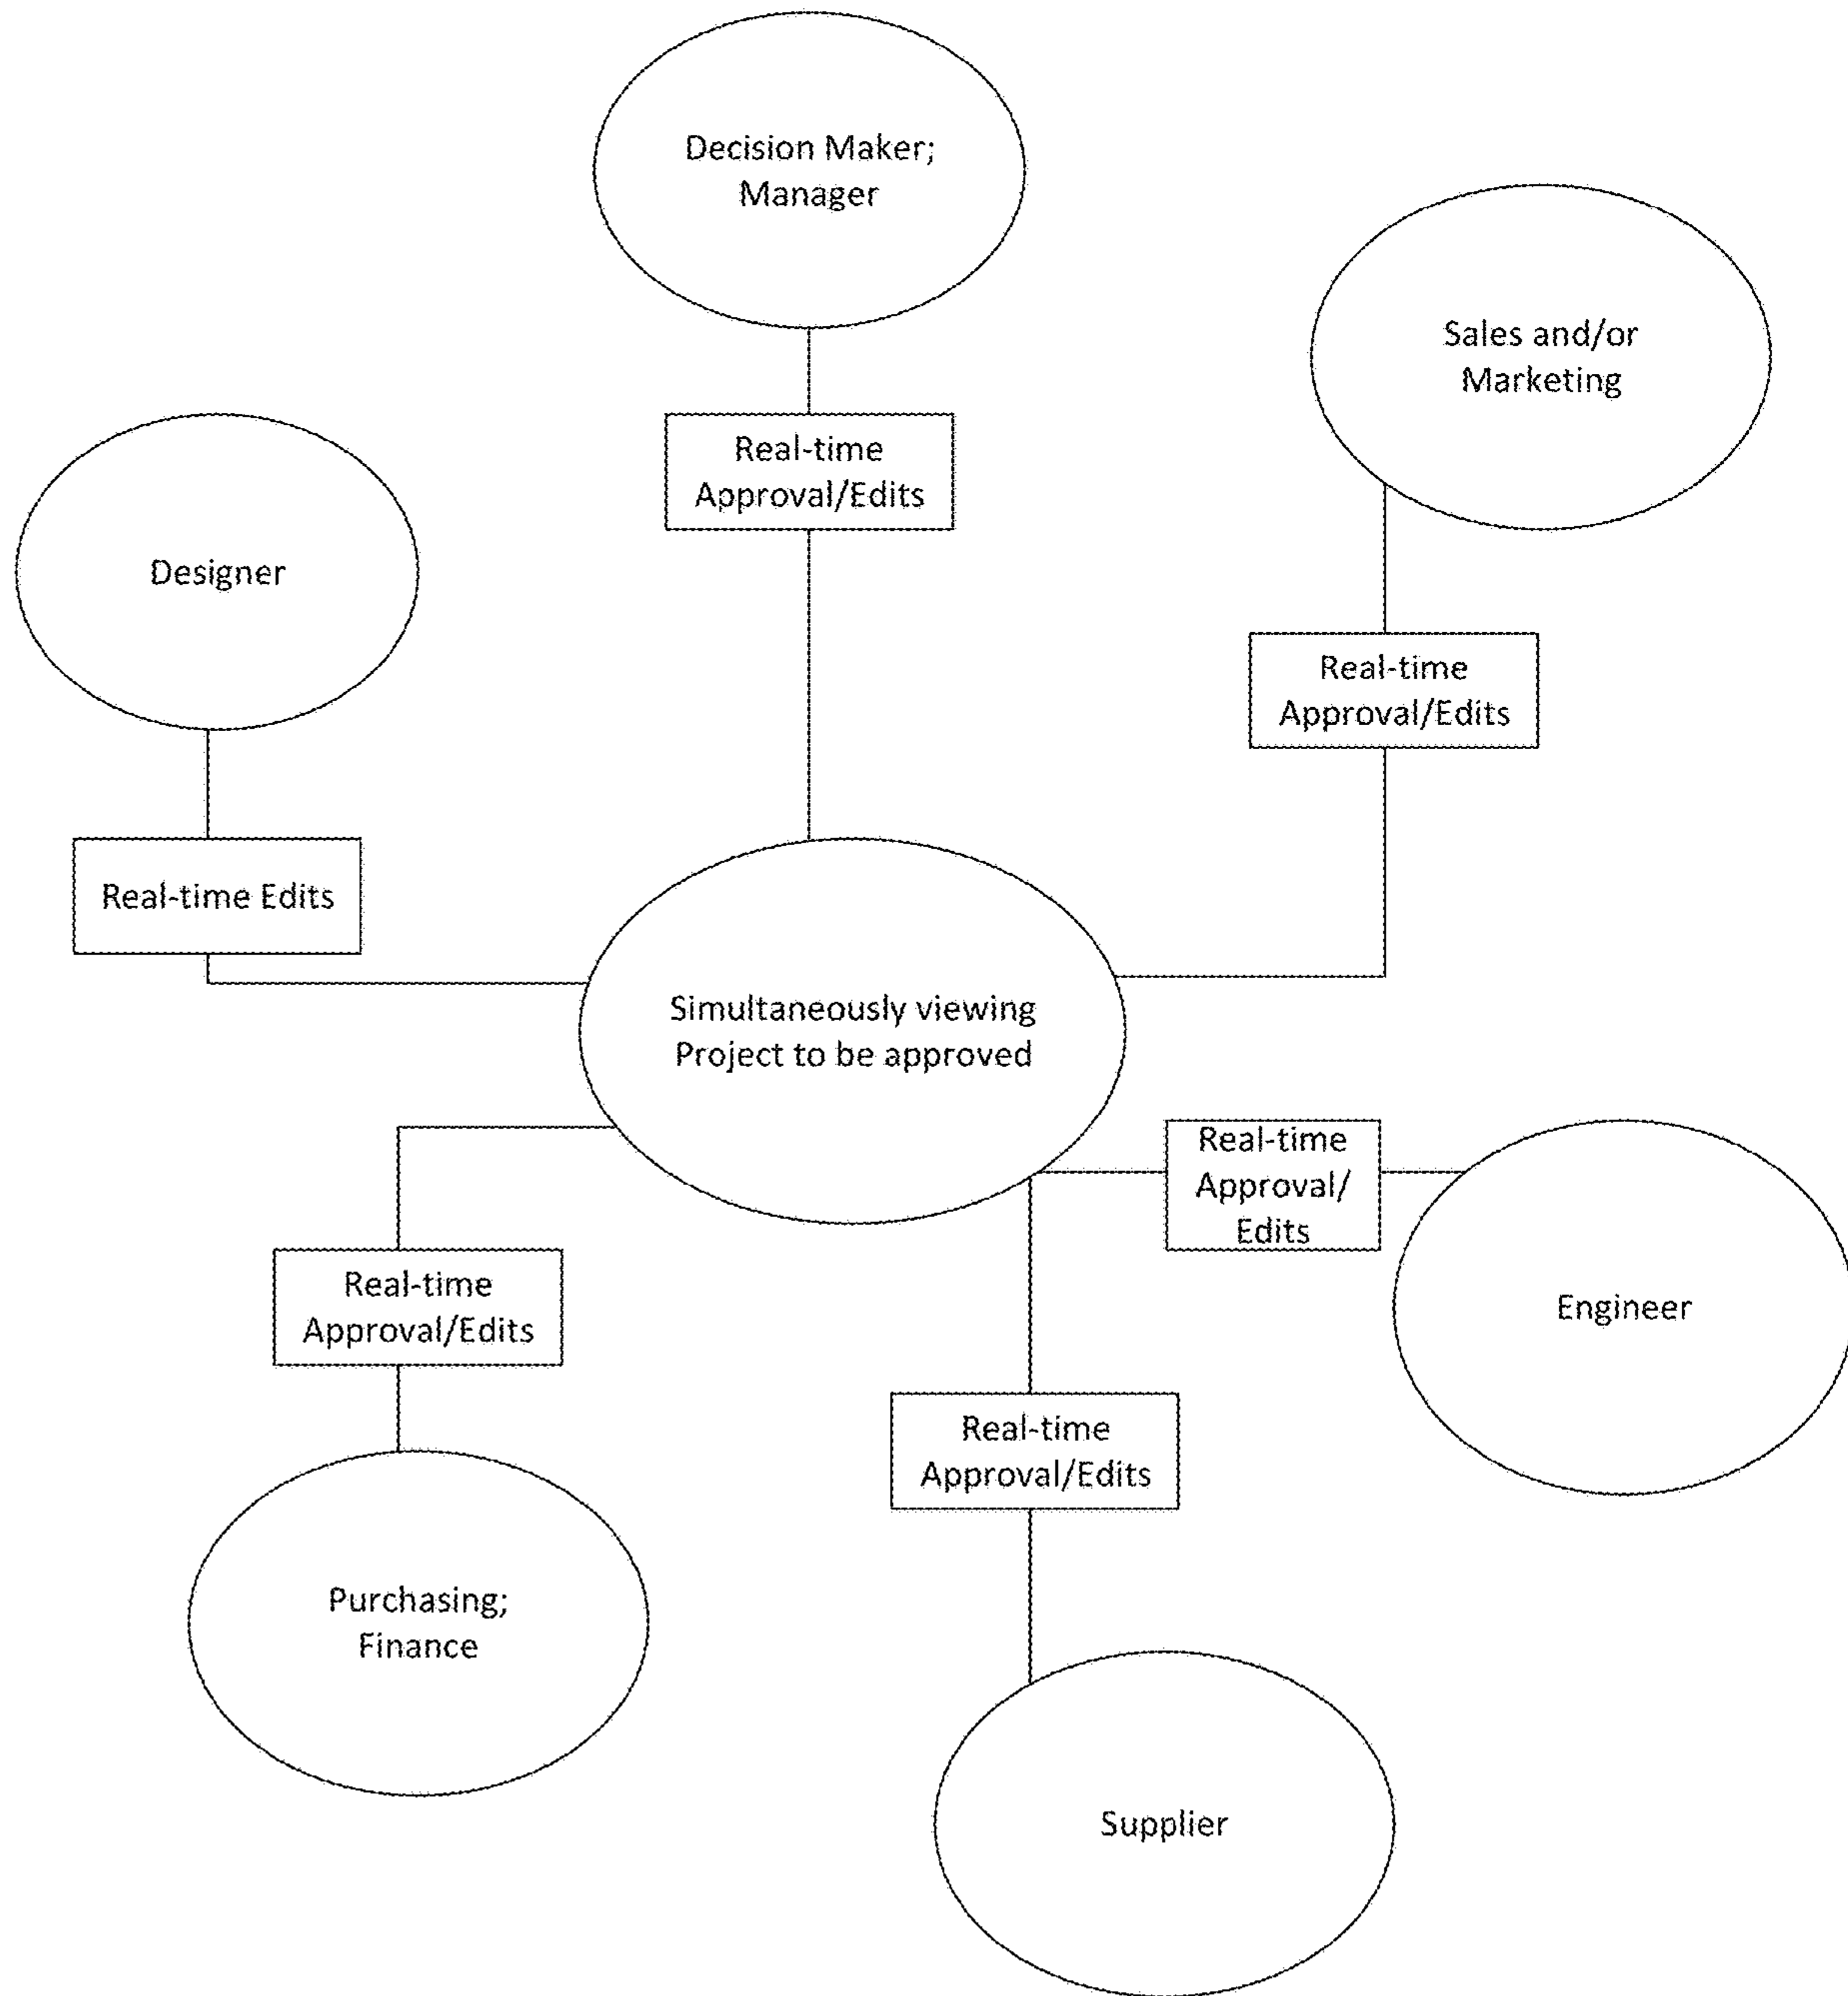 Decision Maker;
Manager
Sales and/or
Marketing
Real-time
Approval/Edits
Designer
Real-time
Approval/Edits
Real-time Edits
Simultaneously viewing
Project to be approved
Real-time
Approval/
Edits
Real-time
Approval/Edits
Engineer
Real-time
Approval/Edits
Purchasing;
Finance
Supplier